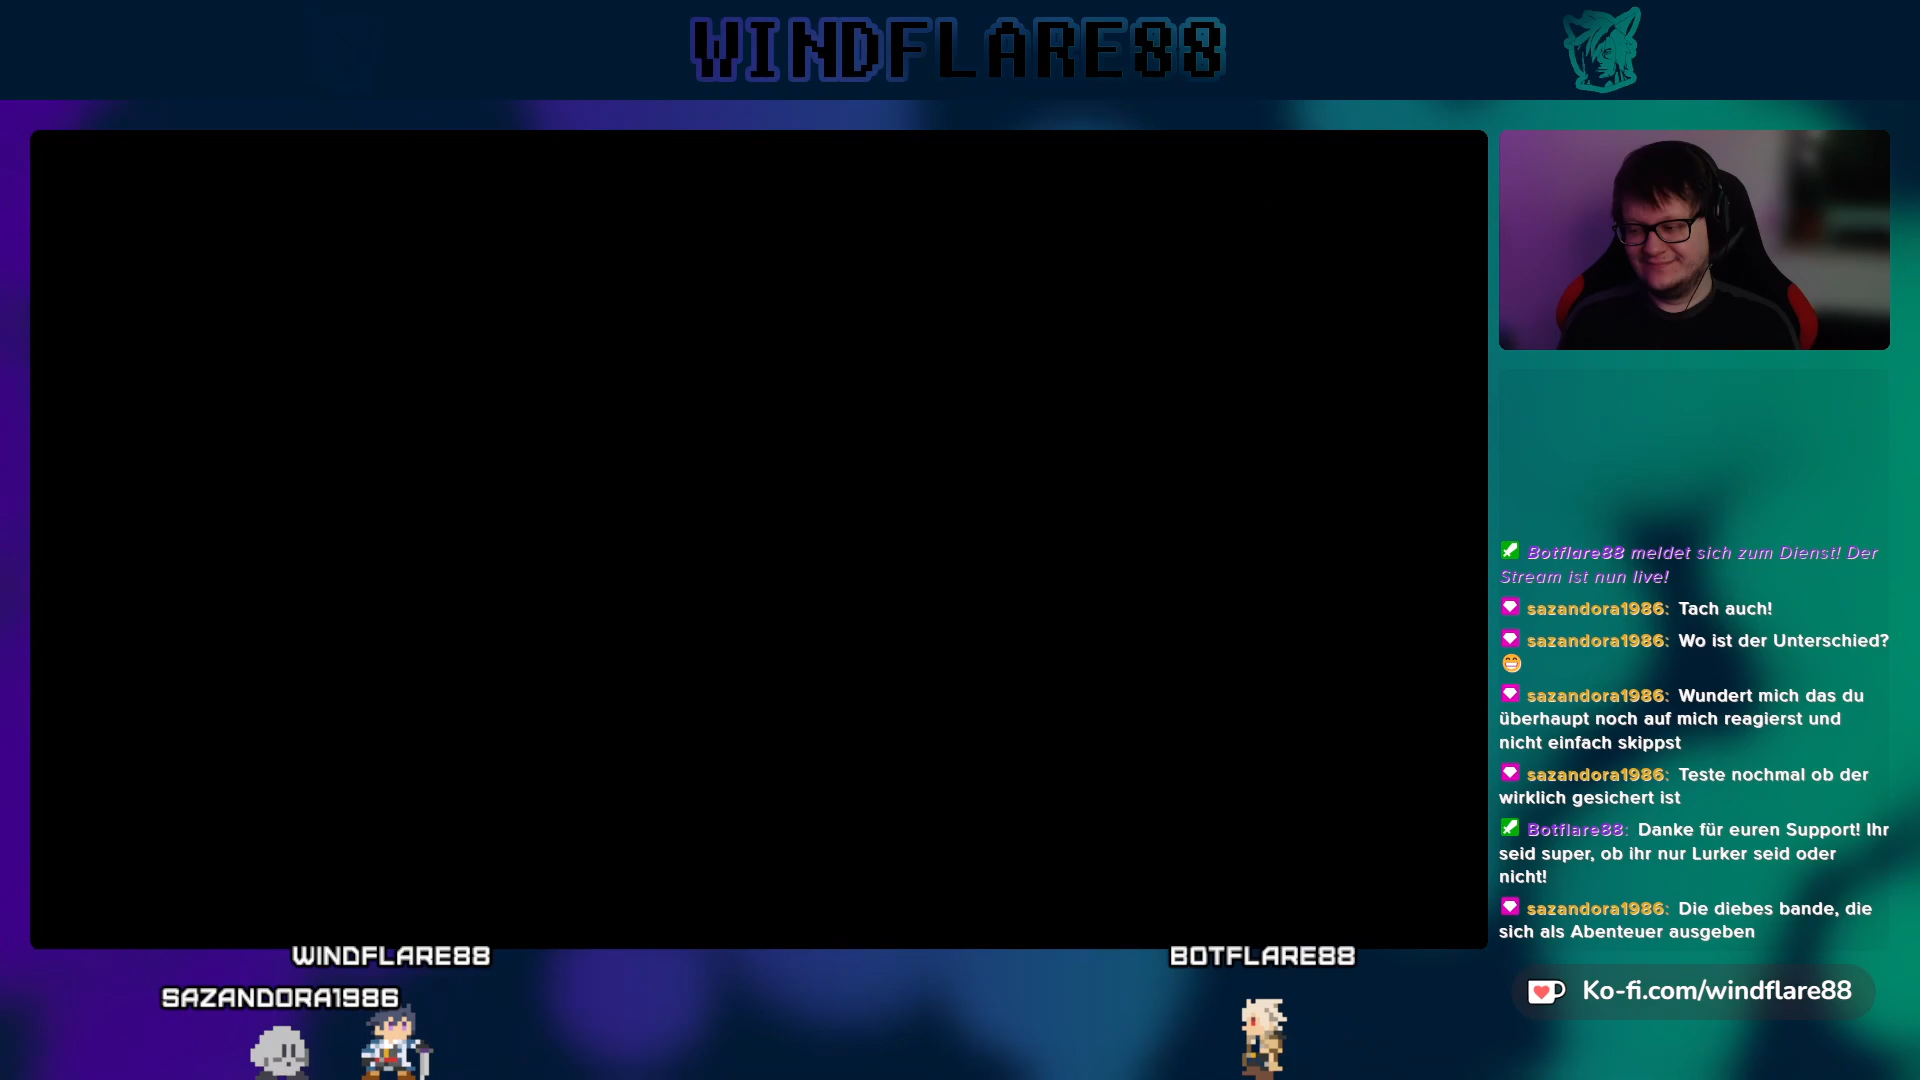 WINDFLARE88
Botflare88 meldet sich zum Dienst! Der
Stream ist nun live!
sazandora1986: Tach auch!
sazandora1986: Wo ist der Unterschied?
😁
sazandora1986: Wundert mich das du
überhaupt noch auf mich reagierst und
nicht einfach skippst
sazandora1986: Teste nochmal ob der
wirklich gesichert ist
Botflare88: Danke für euren Support! Ihr
seid super, ob ihr nur Lurker seid oder
nicht!
sazandora1986: Die diebes bande, die
sich als Abenteuer ausgeben
WINDFLARE88
BOTFLARE88
SAZANDORA1986
Ko-fi.com/windflare88